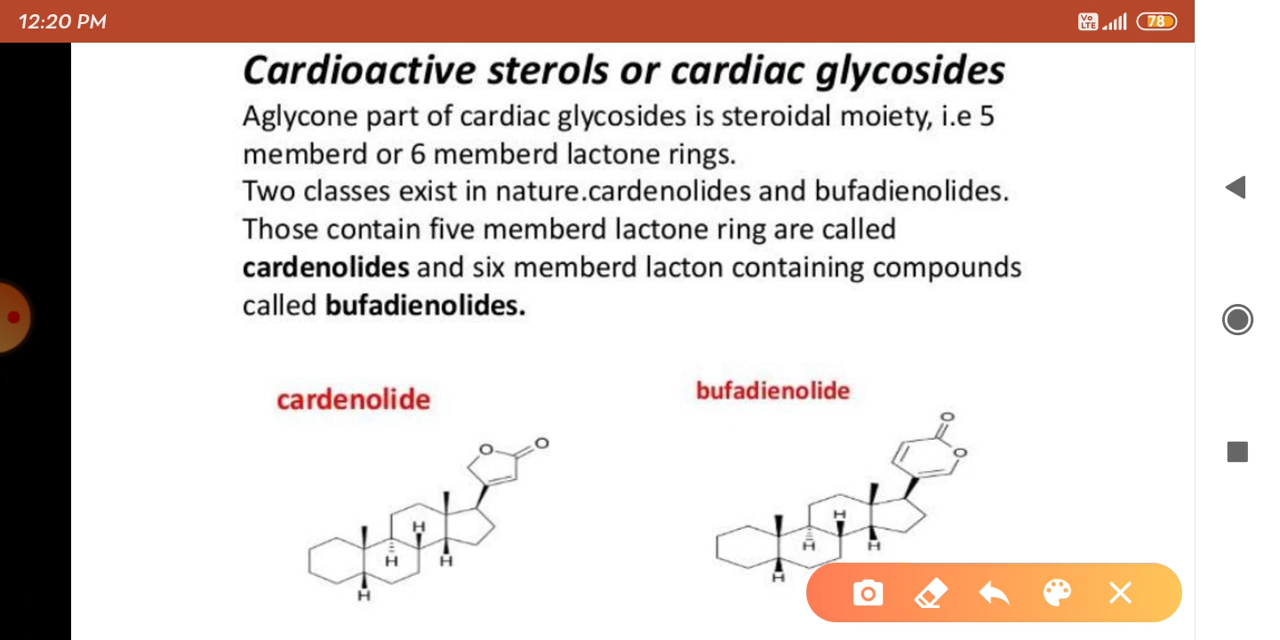 12:20 PM
Vo LTE
78
Cardioactive sterols or cardiac glycosides
Aglycone part of cardiac glycosides is steroidal moiety, i.e 5
memberd or 6 memberd lactone rings.
Two classes exist in nature.cardenolides and bufadienolides.
Those contain five memberd lactone ring are called
cardenolides and six memberd lacton containing compounds
called bufadienolides.
cardenolide
bufadienolide
O
O
H
H
H
H
O
O
H
H
H
H